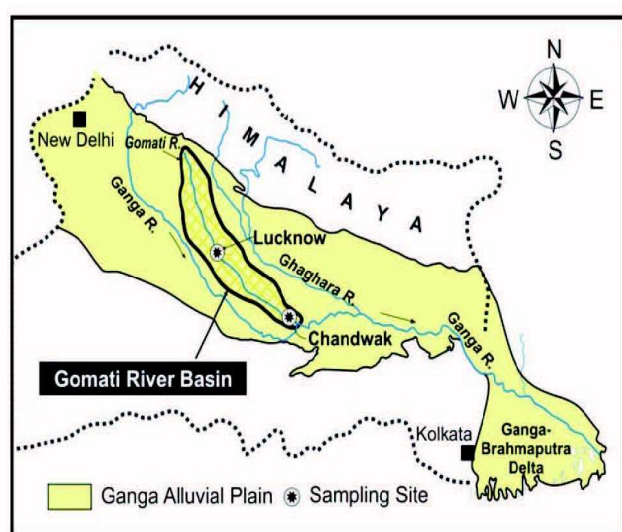 N
W E
S
HIMALAYA
New Delhi
Gomati R.
Ganga R.
Lucknow
Ghaghara R.
Chandwak
Gomati River Basin
Ganga R.
Kolkata
Ganga-
Brahmaputra
Delta
Ganga Alluvial Plain
Sampling Site